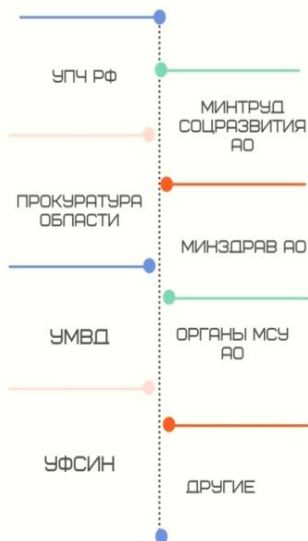 УПЧ РФ
МИНТРУД
СОЦРАЗВИТИЯ
АО
ПРОКУРАТУРА
ОБЛАСТИ
МИНЗДРАВ АО
УМВД
ОРГАНЫ МСУ
АО
УФСИН
ДРУГИЕ